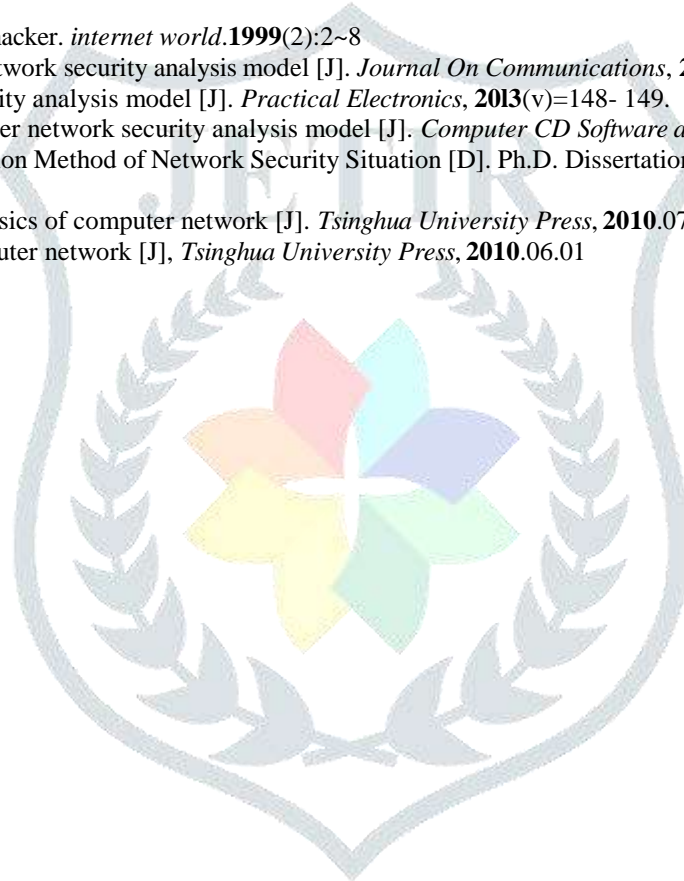 hacker. internet world.1999(2):2~8
twork security analysis model [J]. Journal On Communications, 2
ity analysis model [J]. Practical Electronics, 20l3(v)=148- 149.
er network security analysis model [J]. Computer CD Software a
on Method of Network Security Situation [D]. Ph.D. Dissertation
JETIR
sics of computer network [J]. Tsinghua University Press, 2010.07
uter network [J], Tsinghua University Press, 2010.06.01